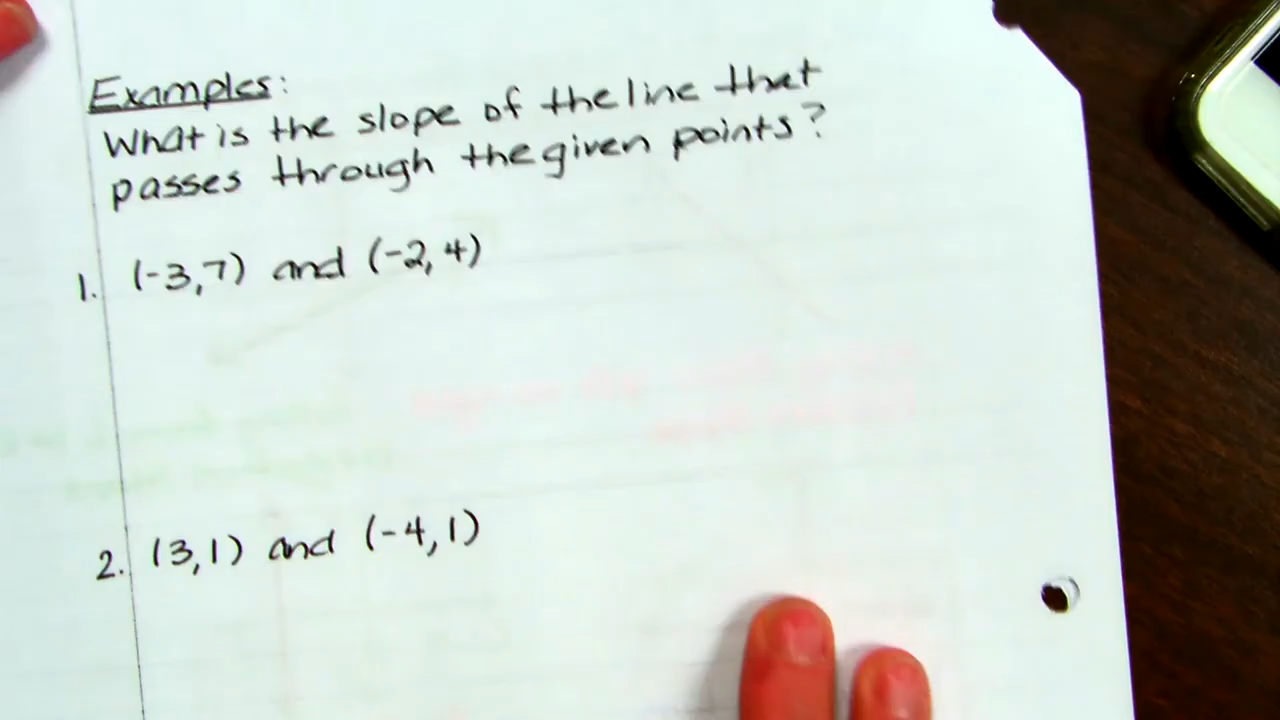 Examples:
What is the slope of the line that
passes through the given points?
1. (-3,7) and (-2,4)
2. (3,1) and (-4,1)